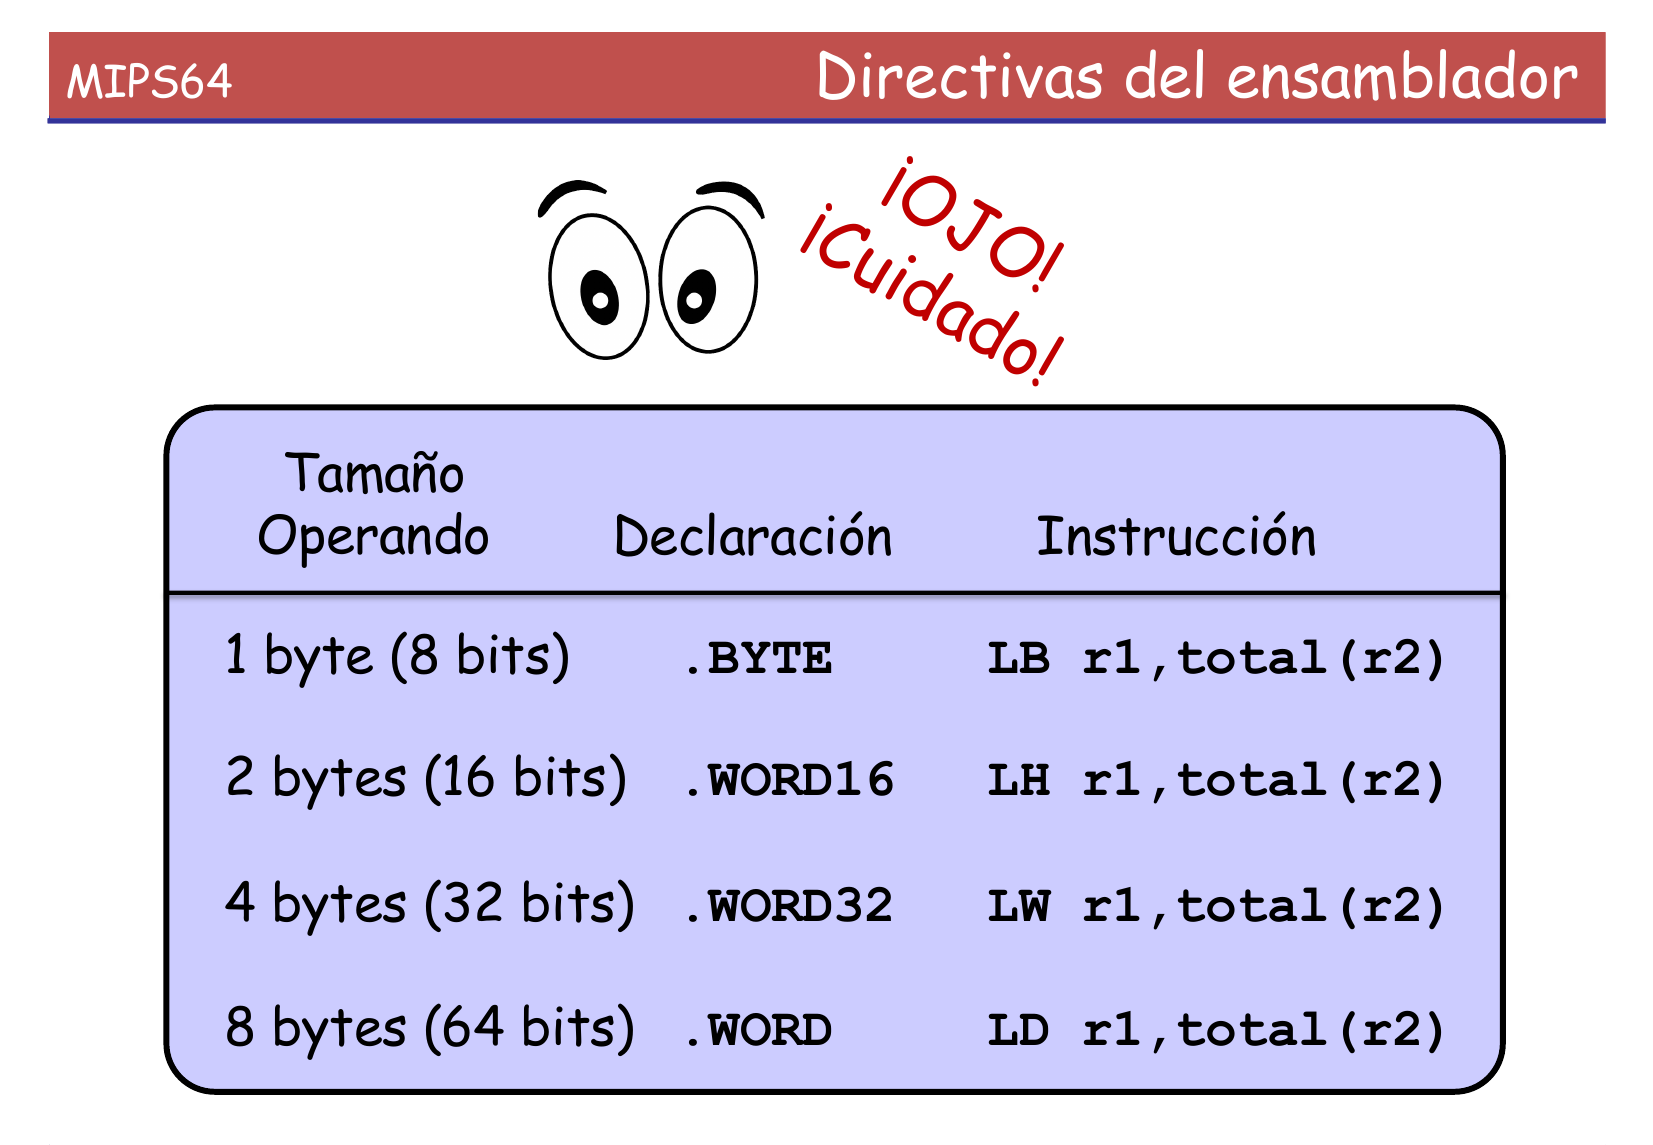 MIPS64 Directivas del ensamblador
¡OJO!
¡Cuidado!
Tamaño
Operando Declaración Instrucción
1 byte (8 bits) .BYTE LB r1,total(r2)
2 bytes (16 bits) .WORD16 LH r1,total(r2)
4 bytes (32 bits) .WORD32 LW r1,total(r2)
8 bytes (64 bits) .WORD LD r1,total(r2)